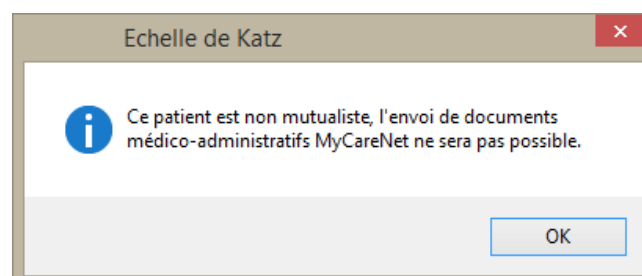 Echelle de Katz
Ce patient est non mutualiste, l'envoi de documents
médico-administratifs MyCareNet ne sera pas possible.
OK